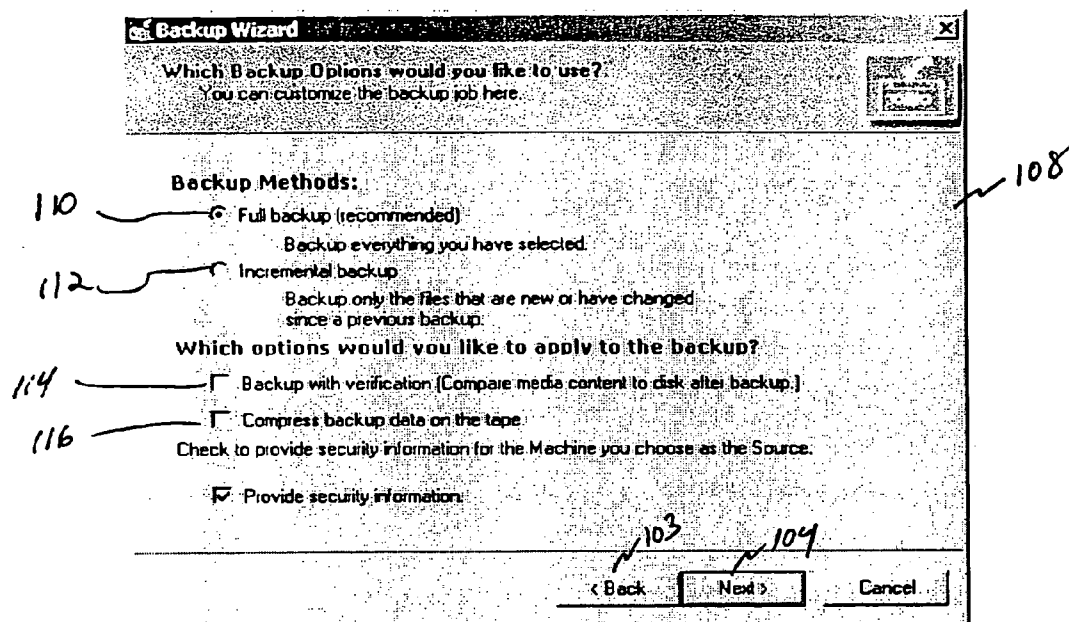 Backup Wizard
Which Backup Options would you like to use?
You can customize the backup job here.
108
Backup Methods:
110
Full backup (recommended)
Backup everything you have selected.
112
Incremental backup
Backup only the files that are new or have changed
since a previous backup.
Which options would you like to apply to the backup?
114
Backup with verification (Compare media content to disk after backup.)
116
Compress backup data on the tape.
Check to provide security information for the Machine you choose as the Source.
Provide security information.
103
104
< Back
Next >
Cancel